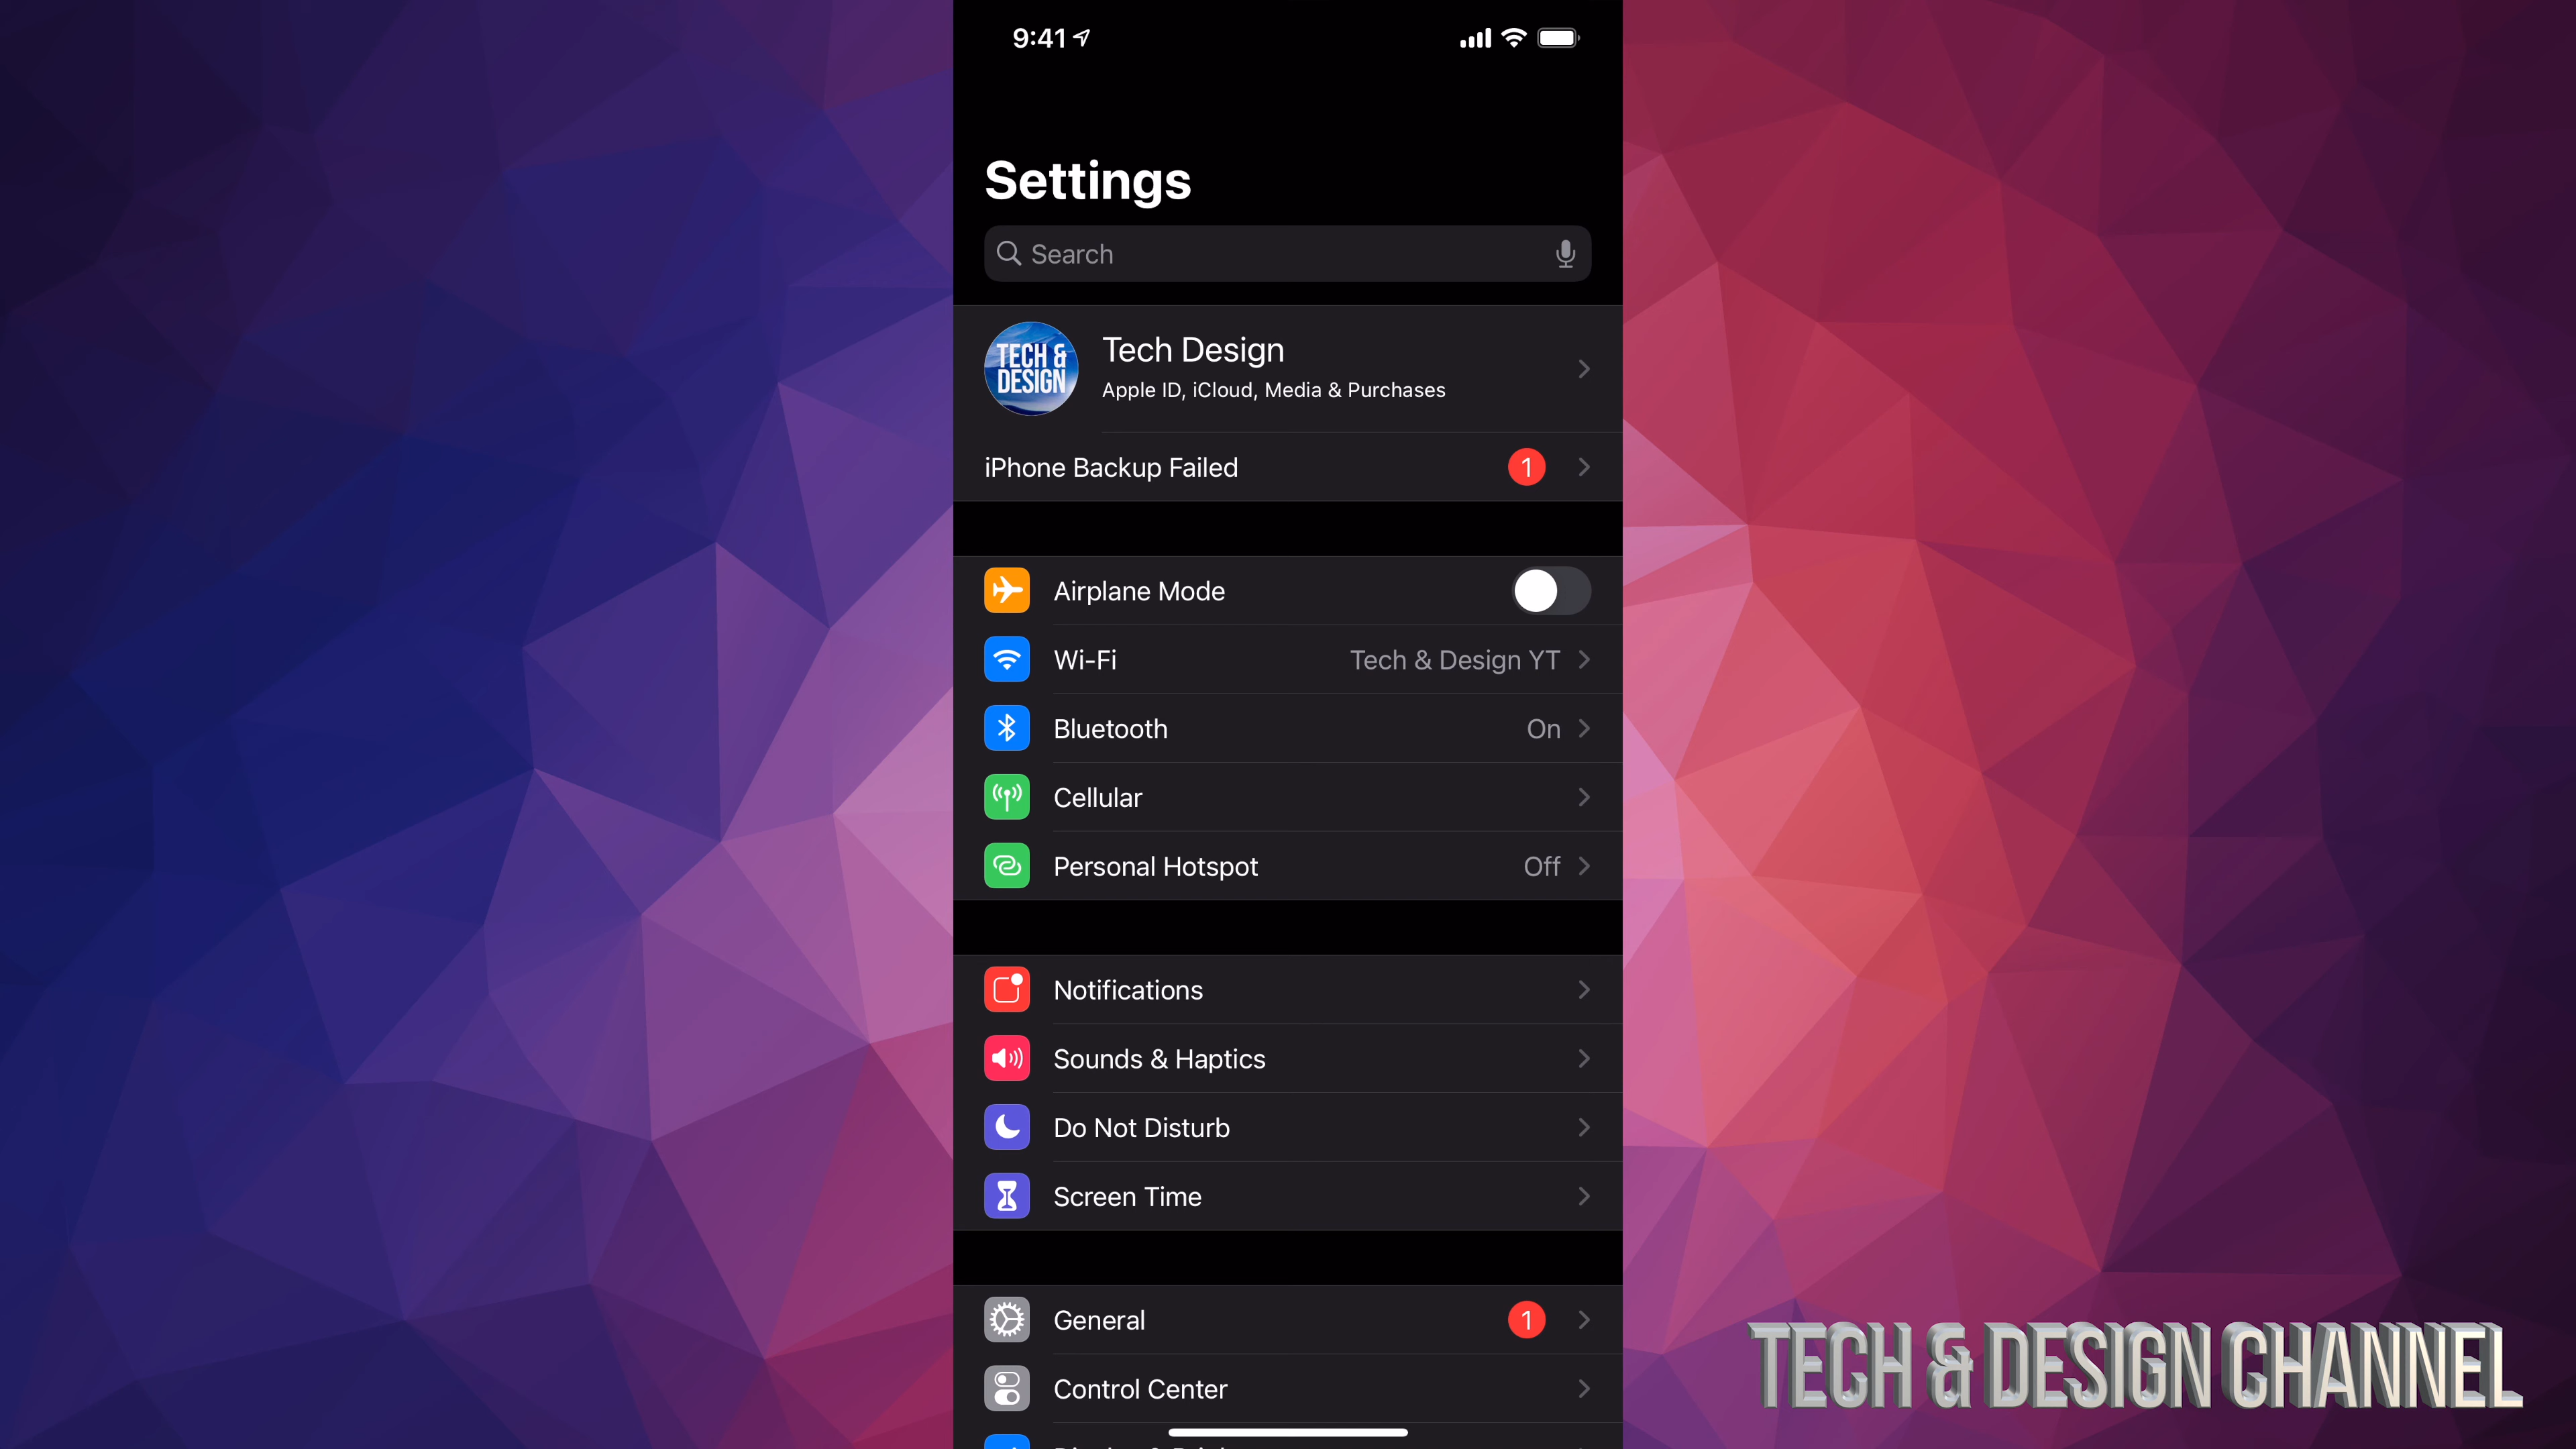 9:41
Settings
Search
TECH &
DESIGN
Tech Design
Apple ID, iCloud, Media & Purchases
iPhone Backup Failed 1
Airplane Mode
Wi-Fi Tech & Design YT
Bluetooth On
Cellular
Personal Hotspot Off
Notifications
Sounds & Haptics
Do Not Disturb
Screen Time
General 1
Control Center
TECH & DESIGN CHANNEL